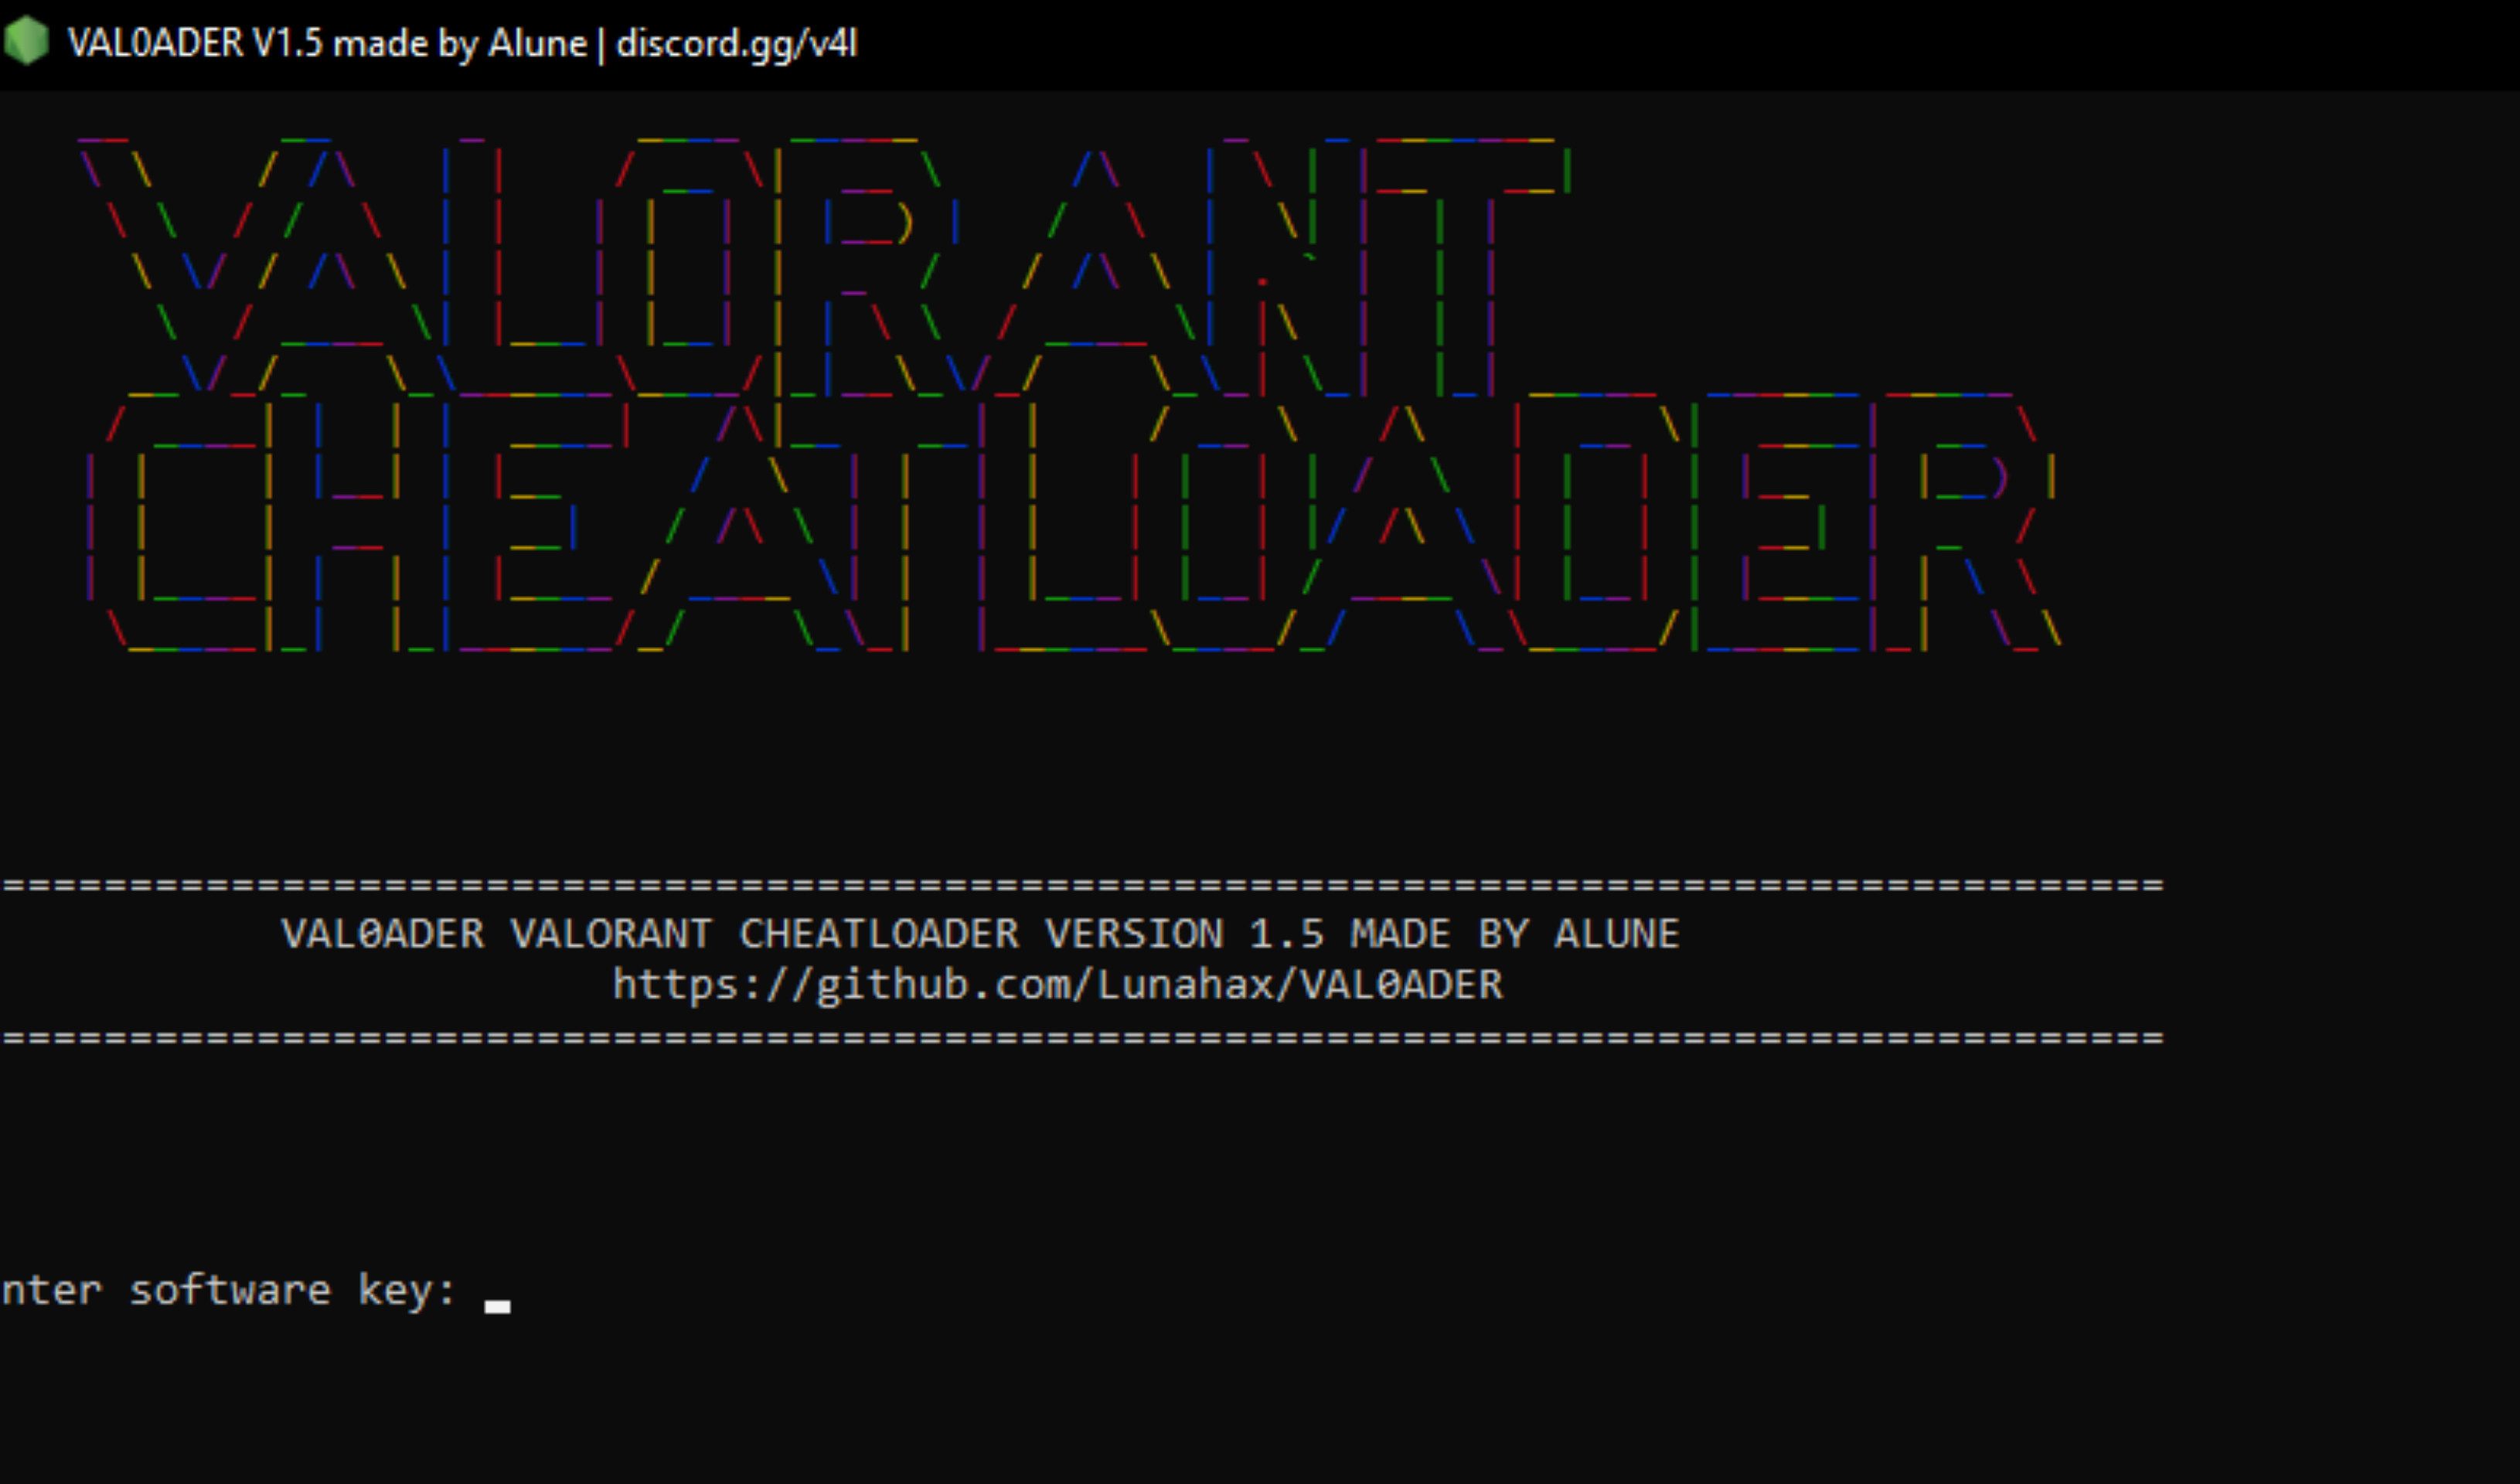 VAL0ADER V1.5 made by Alune | discord.gg/v4l
VALORANT
CHEATLOADER
================================================================================
VAL0ADER VALORANT CHEATLOADER VERSION 1.5 MADE BY ALUNE
https://github.com/Lunahax/VAL0ADER
================================================================================
nter software key: